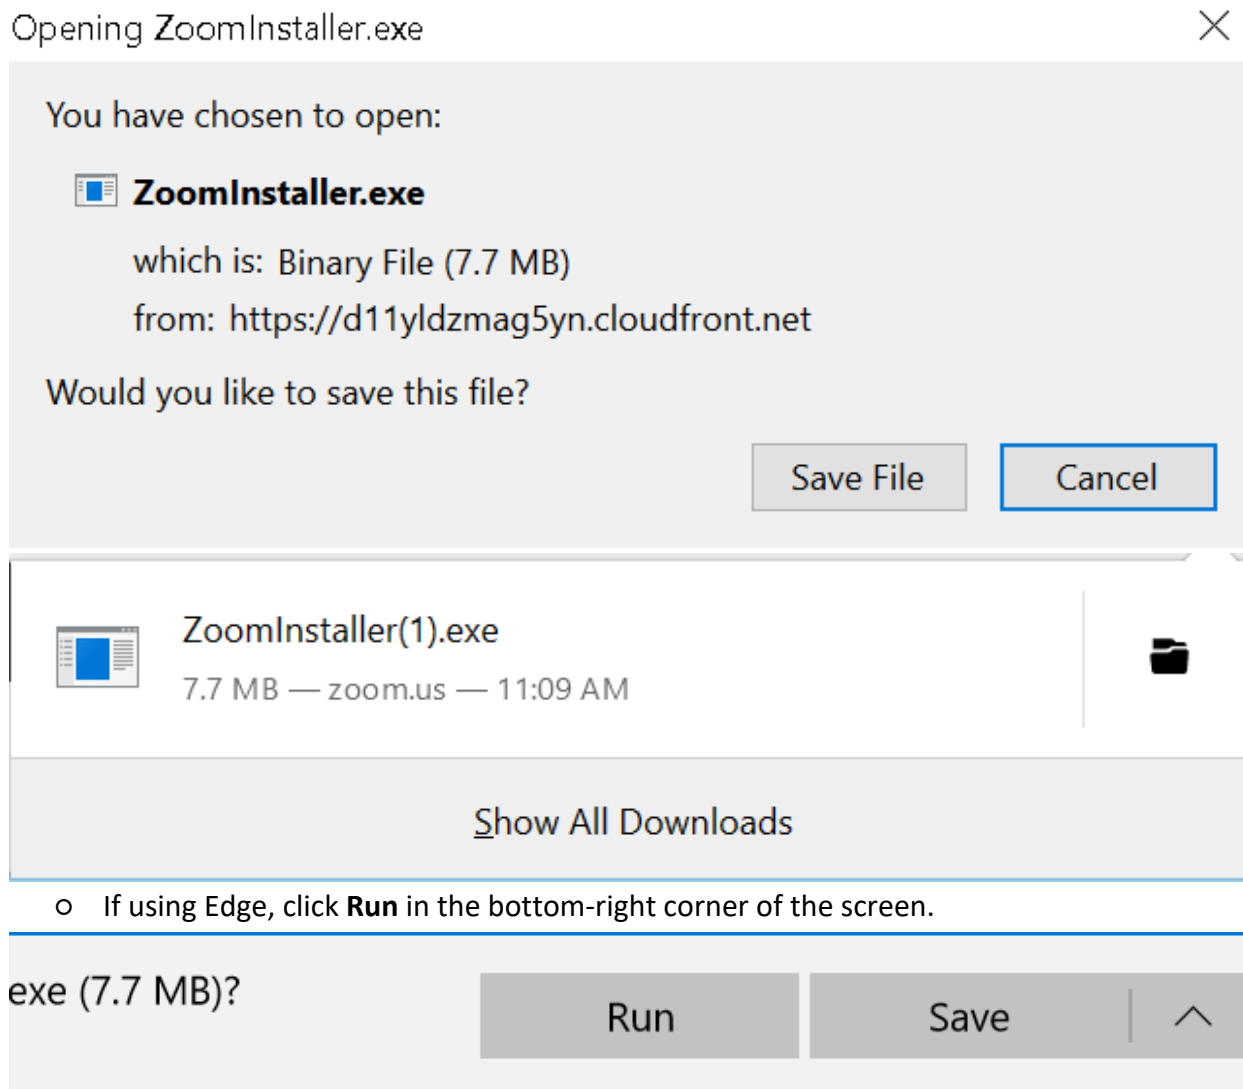 Opening ZoomInstaller.exe
You have chosen to open:
ZoomInstaller.exe
which is: Binary File (7.7 MB)
from: https://d11yldzmag5yn.cloudfront.net
Would you like to save this file?
Save File Cancel
ZoomInstaller(1).exe
7.7 MB — zoom.us — 11:09 AM
Show All Downloads
○ If using Edge, click Run in the bottom-right corner of the screen.
exe (7.7 MB)?
Run Save